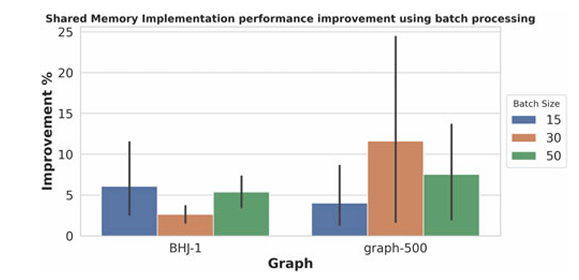 Shared Memory Implementation performance improvement using batch processing
25
20
15
10
5
0
Improvement %
BHJ-1
graph-500
Graph
Batch Size
15
30
50